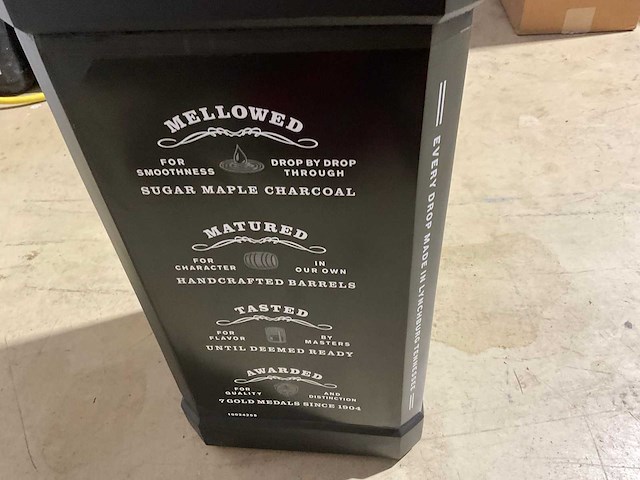 MELLOWED
FOR SMOOTHNESS
DROP BY DROP THROUGH
SUGAR MAPLE CHARCOAL
MATURED
FOR CHARACTER
IN OUR OWN
HANDCRAFTED BARRELS
TASTED
FOR FLAVOR
BY MASTERS
UNTIL DEEMED READY
AWARDED
FOR QUALITY
AND DISTINCTION
7 GOLD MEDALS SINCE 1904
EVERY DROP MADE IN LYNCHBURG, TENNESSEE